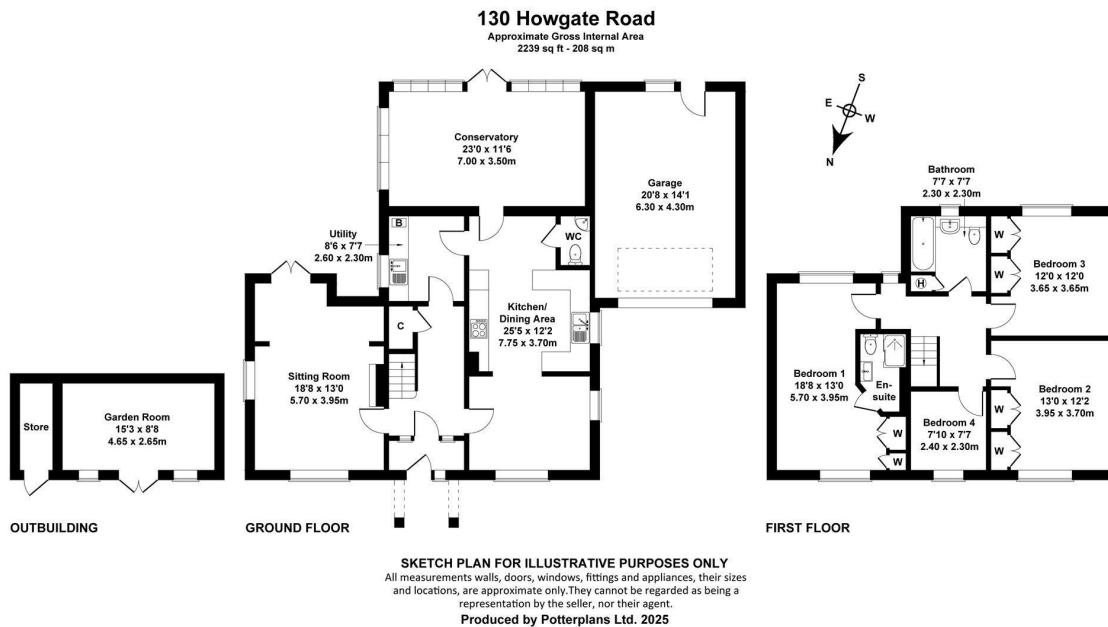 130 Howgate Road
Approximate Gross Internal Area
2239 sq ft - 208 sq m
S
E
W
N
Conservatory
23'0 x 11'6
7.00 x 3.50m
Garage
20'8 x 14'1
6.30 x 4.30m
Utility
8'6 x 7'7
2.60 x 2.30m
B
WC
C
Kitchen/
Dining Area
25'5 x 12'2
7.75 x 3.70m
Sitting Room
18'8 x 13'0
5.70 x 3.95m
Store
Garden Room
15'3 x 8'8
4.65 x 2.65m
Bathroom
7'7 x 7'7
2.30 x 2.30m
H
W
W
Bedroom 3
12'0 x 12'0
3.65 x 3.65m
Bedroom 1
18'8 x 13'0
5.70 x 3.95m
En-
suite
W
W
Bedroom 4
7'10 x 7'7
2.40 x 2.30m
Bedroom 2
13'0 x 12'2
3.95 x 3.70m
W
W
OUTBUILDING
GROUND FLOOR
FIRST FLOOR
SKETCH PLAN FOR ILLUSTRATIVE PURPOSES ONLY
All measurements walls, doors, windows, fittings and appliances, their sizes
and locations, are approximate only.They cannot be regarded as being a
representation by the seller, nor their agent.
Produced by Potterplans Ltd. 2025